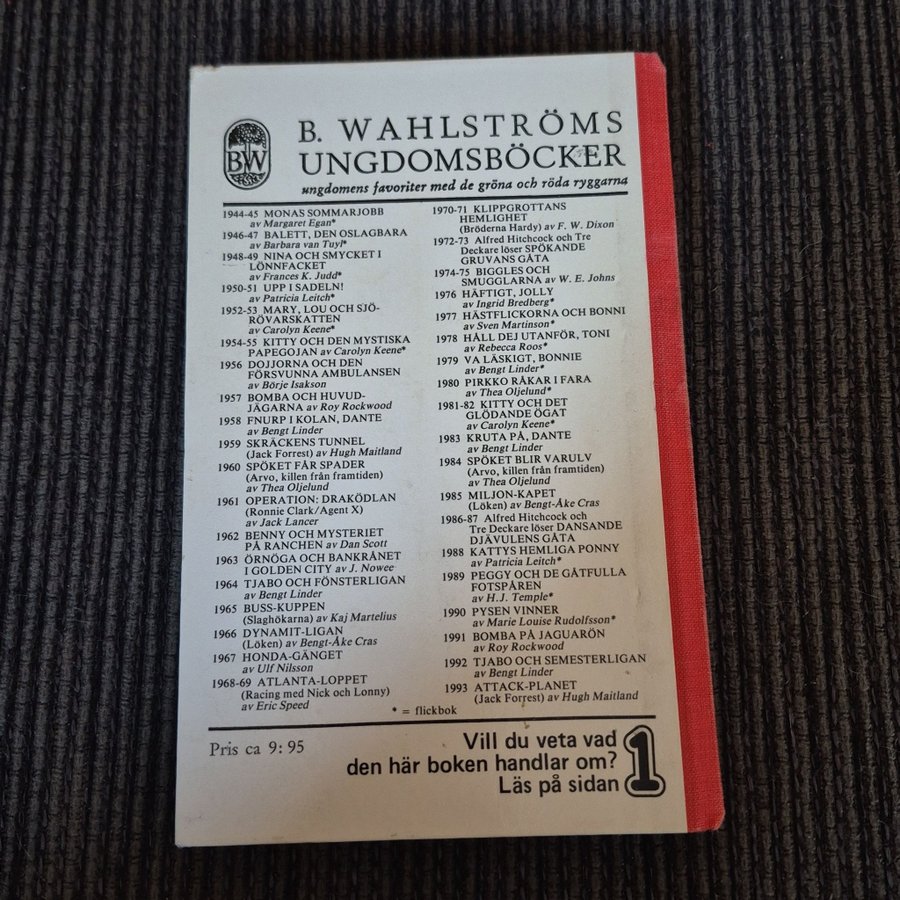 BW
B. WAHLSTRÖMS
UNGDOMSBÖCKER
ungdomens favoriter med de gröna och röda ryggarna
1944-45 MONAS SOMMARJOBB
av Margaret Egan*
1946-47 BALETT, DEN OSLAGBARA
av Barbara van Tuyl*
1948-49 NINA OCH SMYCKET I
LÖNNFACKET
av Frances K. Judd*
1950-51 UPP I SADELN!
av Patricia Leitch*
1952-53 MARY, LOU OCH SJÖ-
RÖVARSKATTEN
av Carolyn Keene*
1954-55 KITTY OCH DEN MYSTISKA
PAPEGOJAN av Carolyn Keene*
1956 DOJJORNA OCH DEN
FÖRSVUNNA AMBULANSEN
av Börje Isakson
1957 BOMBA OCH HUVUD-
JÄGARNA av Roy Rockwood
1958 FNURP I KOLAN, DANTE
av Bengt Linder
1959 SKRÄCKENS TUNNEL
(Jack Forrest) av Hugh Maitland
1960 SPÖKET FÅR SPADER
(Arvo, killen från framtiden)
av Thea Oljelund
1961 OPERATION: DRAKÖDLAN
(Ronnie Clark/Agent X)
av Jack Lancer
1962 BENNY OCH MYSTERIET
PÅ RANCHEN av Dan Scott
1963 ÖRNÖGA OCH BANKRÅNET
I GOLDEN CITY av J. Nowee
1964 TJABO OCH FÖNSTERLIGAN
av Bengt Linder
1965 BUSS-KUPPEN
(Slaghökarna) av Kaj Martelius
1966 DYNAMIT-LIGAN
(Löken) av Bengt-Åke Cras
1967 HONDA-GÄNGET
av Ulf Nilsson
1968-69 ATLANTA-LOPPET
(Racing med Nick och Lonny)
av Eric Speed
1970-71 KLIPPGROTTANS
HEMLIGHET
(Bröderna Hardy) av F. W. Dixon
1972-73 Alfred Hitchcock och Tre
Deckare löser SPÖKANDE
GRUVANS GÅTA
1974-75 BIGGLES OCH
SMUGGLARNA av W. E. Johns
1976 HÄFTIGT, JOLLY
av Ingrid Bredberg*
1977 HÄSTFLICKORNA OCH BONNI
av Sven Martinson*
1978 HÅLL DEJ UTANFÖR, TONI
av Rebecca Roos*
1979 VA LÄSKIGT, BONNIE
av Bengt Linder*
1980 PIRKKO RÅKAR I FARA
av Thea Oljelund*
1981-82 KITTY OCH DET
GLÖDANDE ÖGAT
av Carolyn Keene*
1983 KRUTA PÅ, DANTE
av Bengt Linder
1984 SPÖKET BLIR VARULV
(Arvo, killen från framtiden)
av Thea Oljelund
1985 MILJON-KAPET
(Löken) av Bengt-Åke Cras
1986-87 Alfred Hitchcock och
Tre Deckare löser DANSANDE
DJÄVULENS GÅTA
1988 KATTYS HEMLIGA PONNY
av Patricia Leitch*
1989 PEGGY OCH DE GÅTFULLA
FOTSPÅREN
av H.J. Temple*
1990 PYSEN VINNER
av Marie Louise Rudolfsson*
1991 BOMBA PÅ JAGUARÖN
av Roy Rockwood
1992 TJABO OCH SEMESTERLIGAN
av Bengt Linder
1993 ATTACK-PLANET
(Jack Forrest) av Hugh Maitland
* = flickbok
Pris ca 9: 95
Vill du veta vad
den här boken handlar om?
Läs på sidan 1